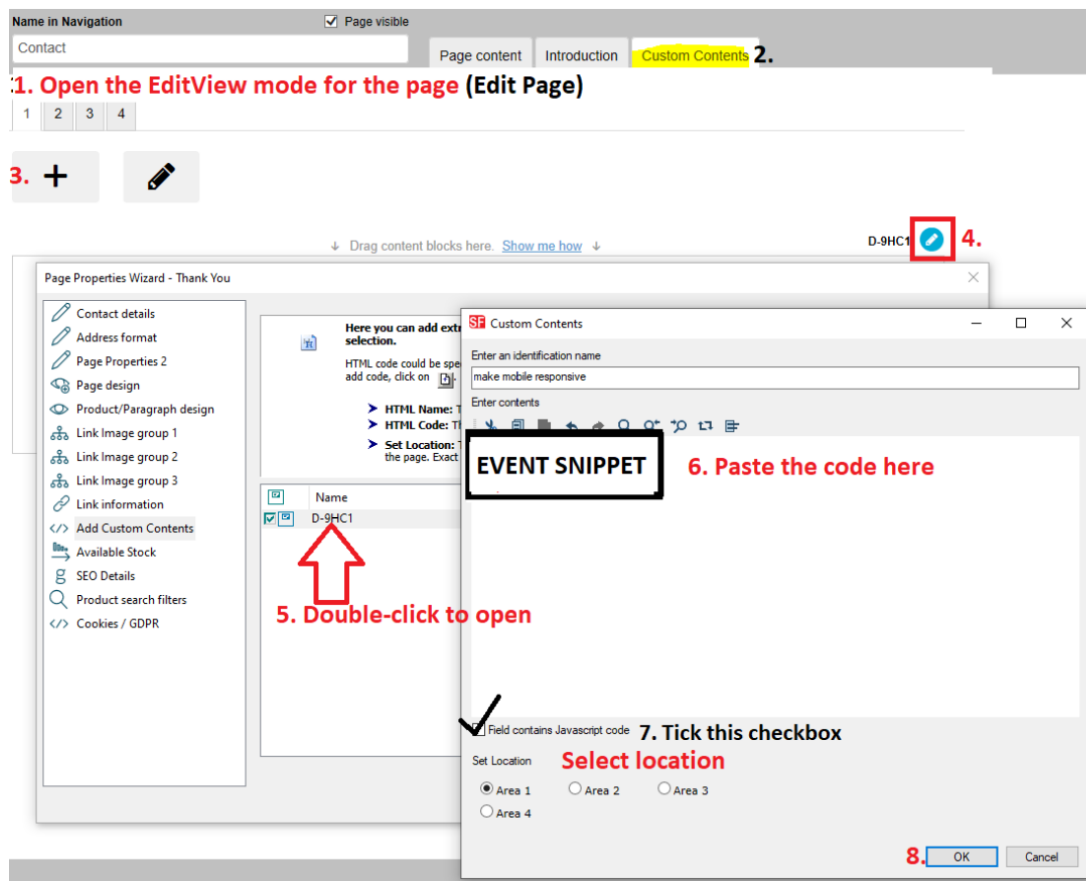 Name in Navigation
Page visible
Contact
Page content
Introduction
Custom Contents
2.
1. Open the EditView mode for the page (Edit Page)
1
2
3
4
3.
↓ Drag content blocks here. Show me how ↓
D-9HC1
4.
Page Properties Wizard - Thank You
Contact details
Address format
Page Properties 2
Page design
Product/Paragraph design
Link Image group 1
Link Image group 2
Link Image group 3
Link information
Add Custom Contents
Available Stock
SEO Details
Product search filters
Cookies / GDPR
Here you can add extr
selection.
HTML code could be spe
add code, click on
HTML Name:
HTML Code: Th
Set Location:
the page. Exact
Name
D-9HC1
5. Double-click to open
SF Custom Contents
Enter an identification name
make mobile responsive
Enter contents
EVENT SNIPPET
6. Paste the code here
Field contains Javascript code
7. Tick this checkbox
Set Location
Select location
Area 1
Area 2
Area 3
Area 4
8.
OK
Cancel